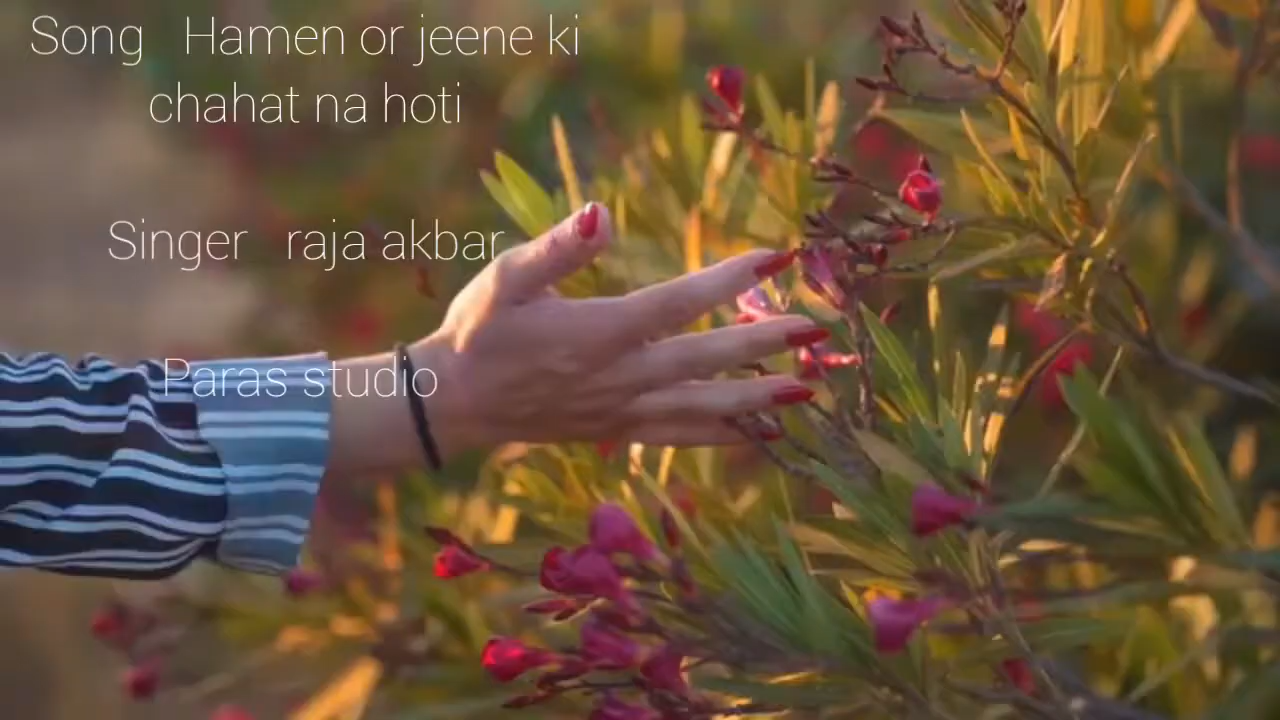 Song Hamen or jeene ki
chahat na hoti
Singer raja akbar
Paras studio